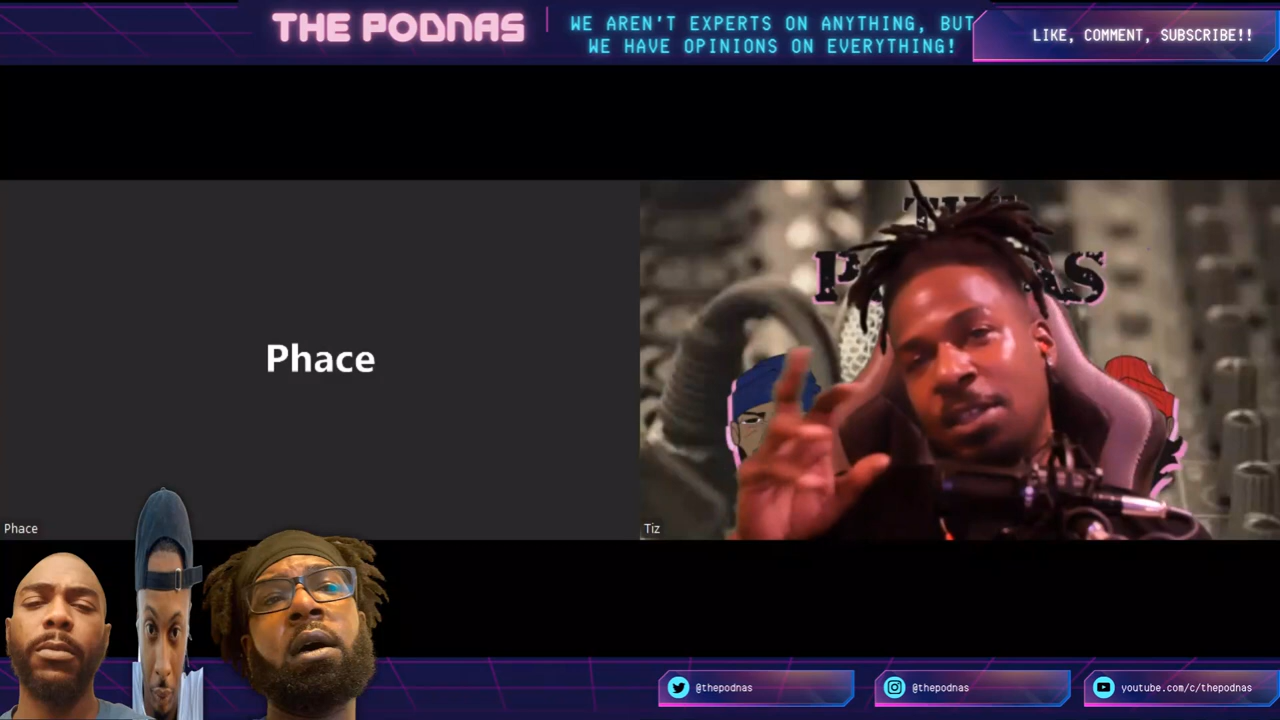 THE PODNAS
WE AREN'T EXPERTS ON ANYTHING, BUT
WE HAVE OPINIONS ON EVERYTHING!
LIKE, COMMENT, SUBSCRIBE!!
Phace
Phace
Tiz
@thepodnas
@thepodnas
youtube.com/c/thepodnas